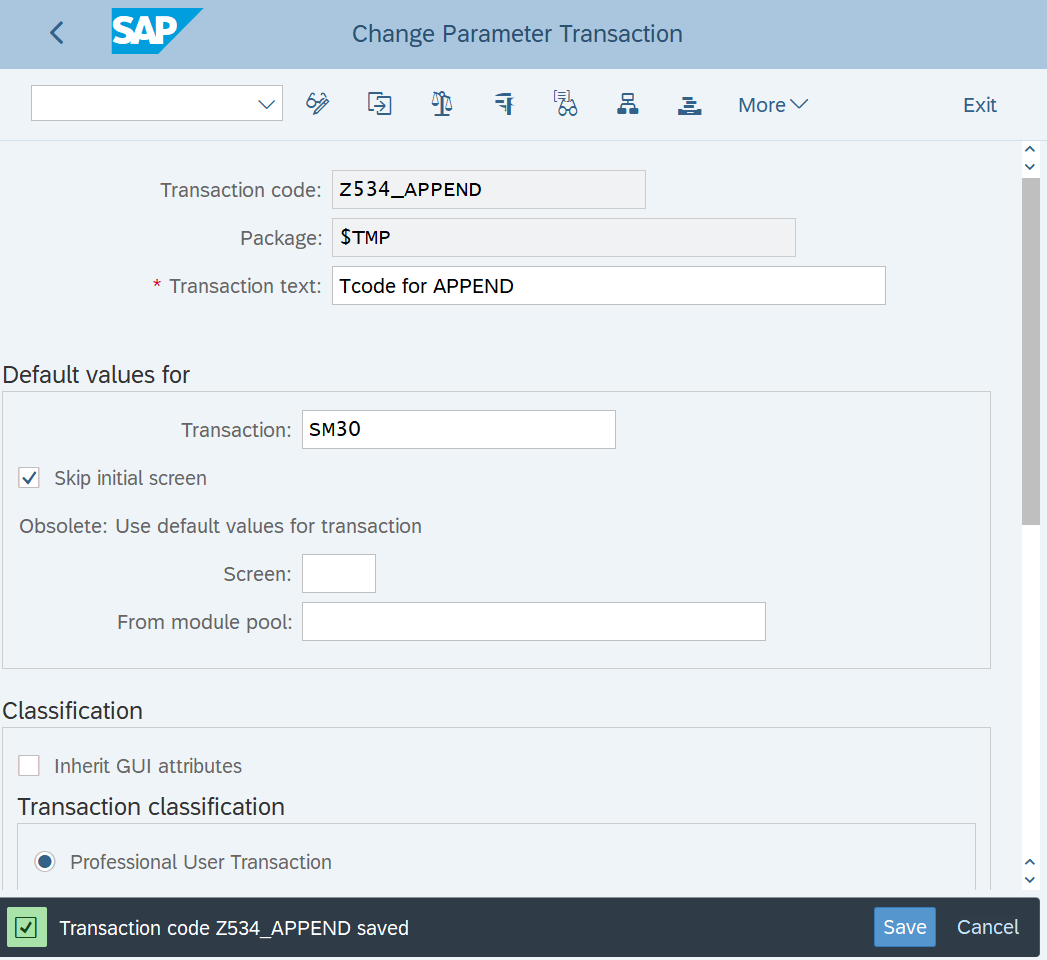 SAP
Change Parameter Transaction
More
Exit
Transaction code: Z534_APPEND
Package: $TMP
* Transaction text: Tcode for APPEND
Default values for
Transaction: SM30
Skip initial screen
Obsolete: Use default values for transaction
Screen:
From module pool:
Classification
Inherit GUI attributes
Transaction classification
Professional User Transaction
Transaction code Z534_APPEND saved
Save
Cancel